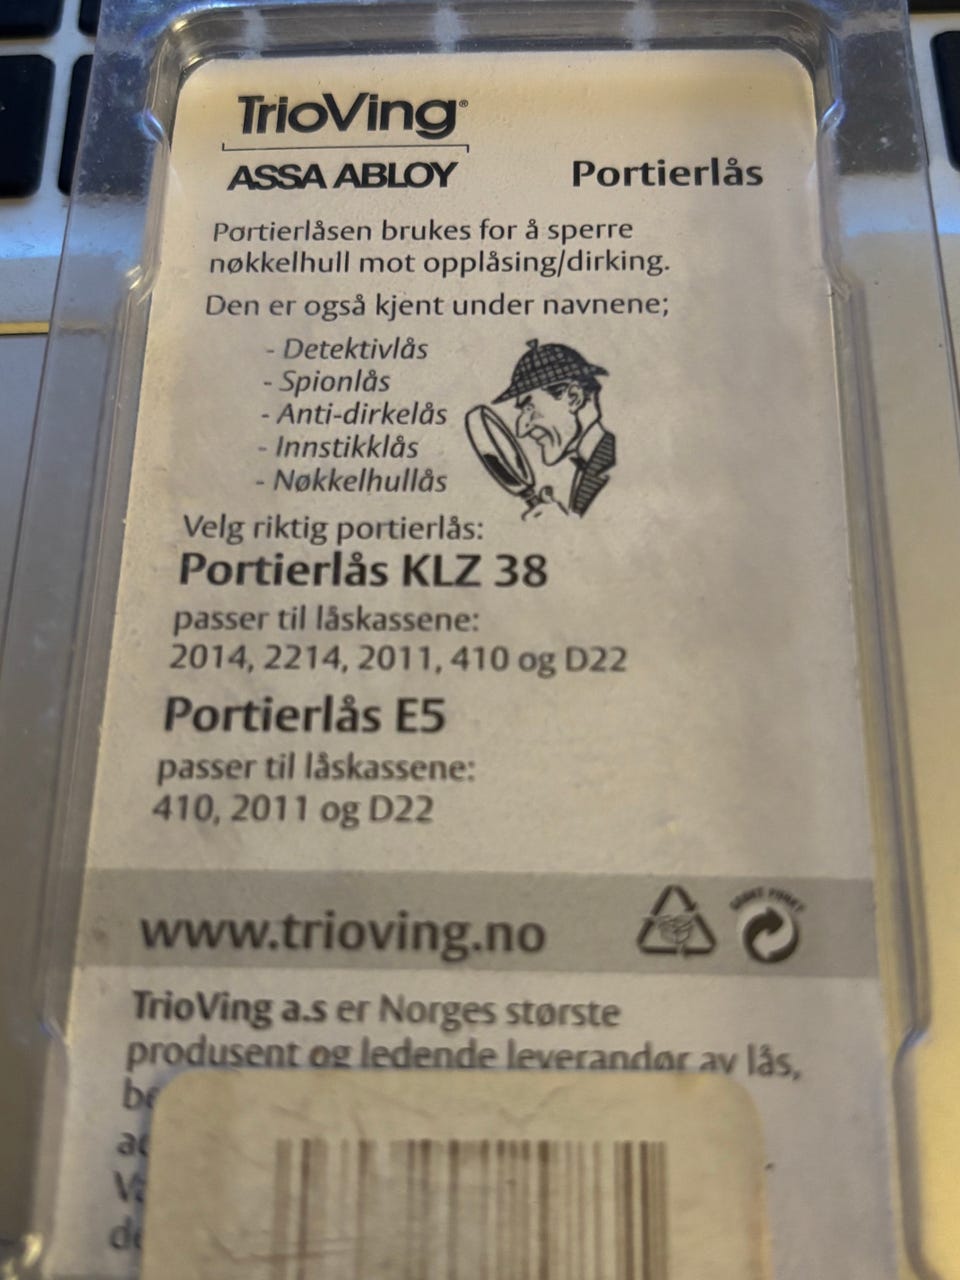 TrioVing®
ASSA ABLOY
Portierlås
Portierlåsen brukes for å sperre
nøkkelhull mot opplåsing/dirking.
Den er også kjent under navnene;
- Detektivlås
- Spionlås
- Anti-dirkelås
- Innstikklås
- Nøkkelhullås
Velg riktig portierlås:
Portierlås KLZ 38
passer til låskassene:
2014, 2214, 2011, 410 og D22
Portierlås E5
passer til låskassene:
410, 2011 og D22
www.trioving.no
TrioVing a.s er Norges største
produsent og ledende leverandør av lås,